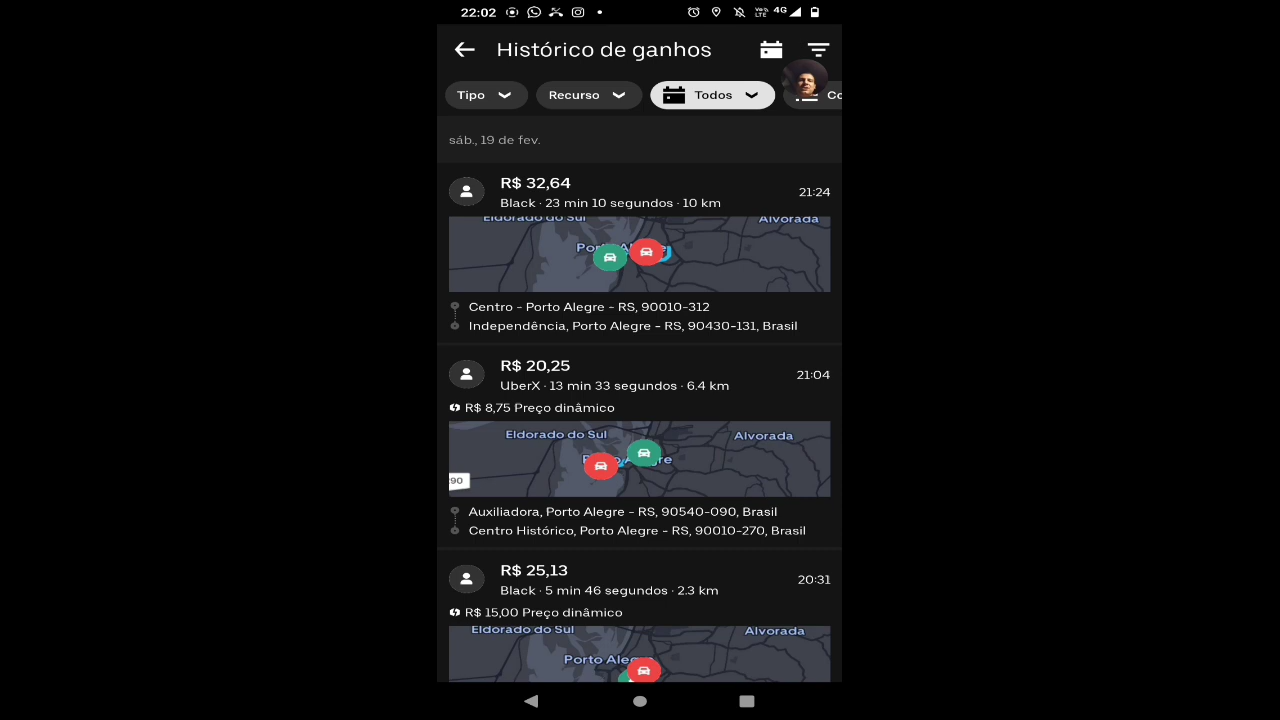 22:02
VoD LTE 4G
Histórico de ganhos
Tipo Recurso Todos Co
sáb., 19 de fev.
R$ 32,64
21:24
Black · 23 min 10 segundos · 10 km
Eldorado do Sul Alvorada
Centro - Porto Alegre - RS, 90010-312
Independência, Porto Alegre - RS, 90430-131, Brasil
R$ 20,25
21:04
UberX · 13 min 33 segundos · 6.4 km
R$ 8,75 Preço dinâmico
Eldorado do Sul Alvorada
90
Auxiliadora, Porto Alegre - RS, 90540-090, Brasil
Centro Histórico, Porto Alegre - RS, 90010-270, Brasil
R$ 25,13
20:31
Black · 5 min 46 segundos · 2.3 km
R$ 15,00 Preço dinâmico
Eldorado do Sul Alvorada
Porto Aleg